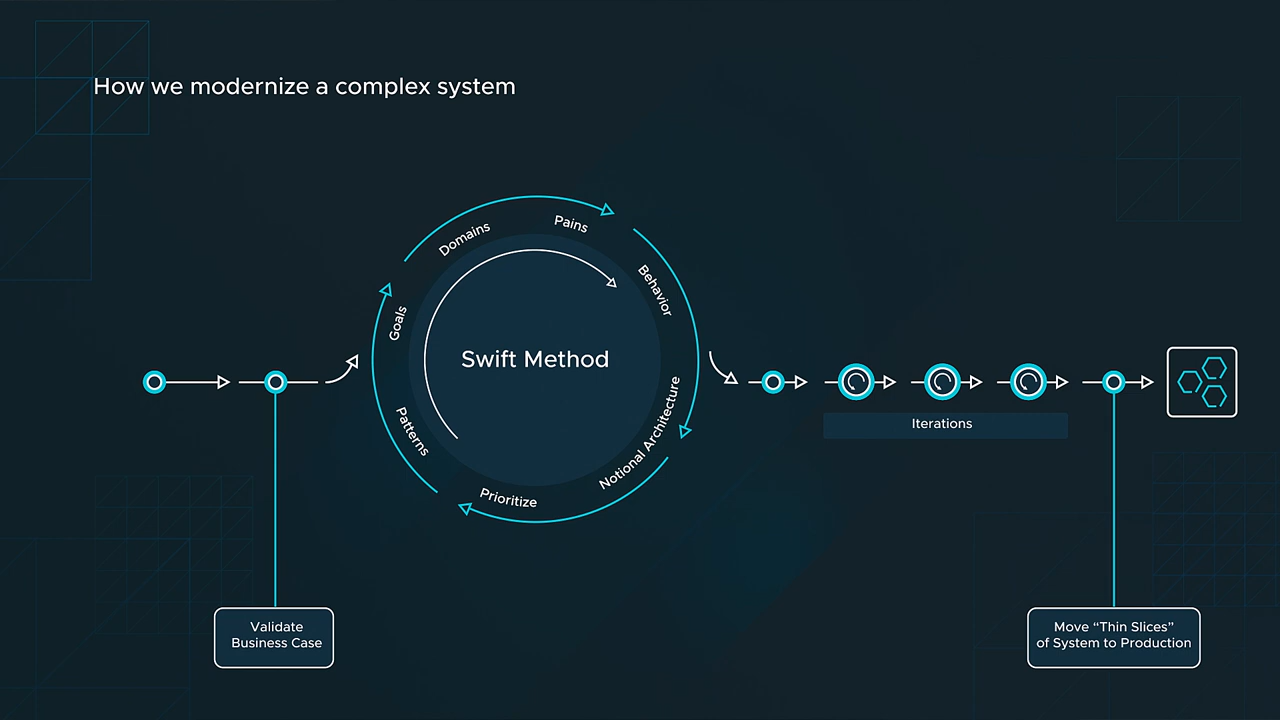 How we modernize a complex system
Domains
Pains
Behavior
Goals
Swift Method
Notional Architecture
Patterns
Prioritize
Iterations
Validate
Business Case
Move “Thin Slices”
of System to Production